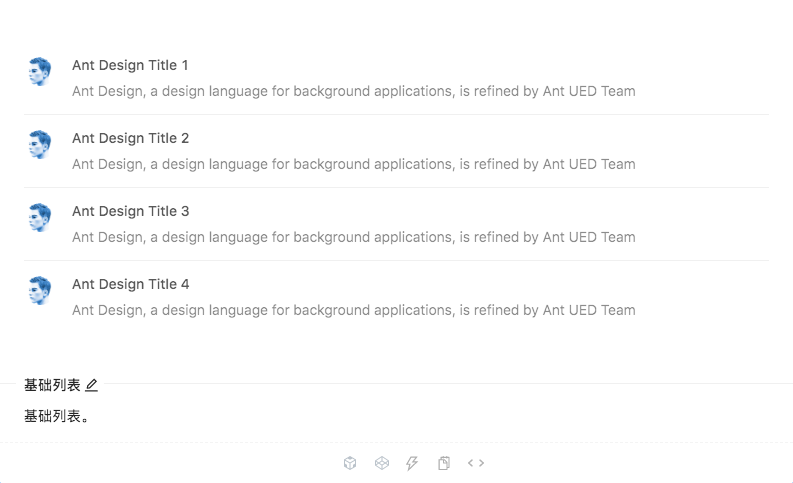 Ant Design Title 1
Ant Design, a design language for background applications, is refined by Ant UED Team
Ant Design Title 2
Ant Design, a design language for background applications, is refined by Ant UED Team
Ant Design Title 3
Ant Design, a design language for background applications, is refined by Ant UED Team
Ant Design Title 4
Ant Design, a design language for background applications, is refined by Ant UED Team
基础列表
基础列表。